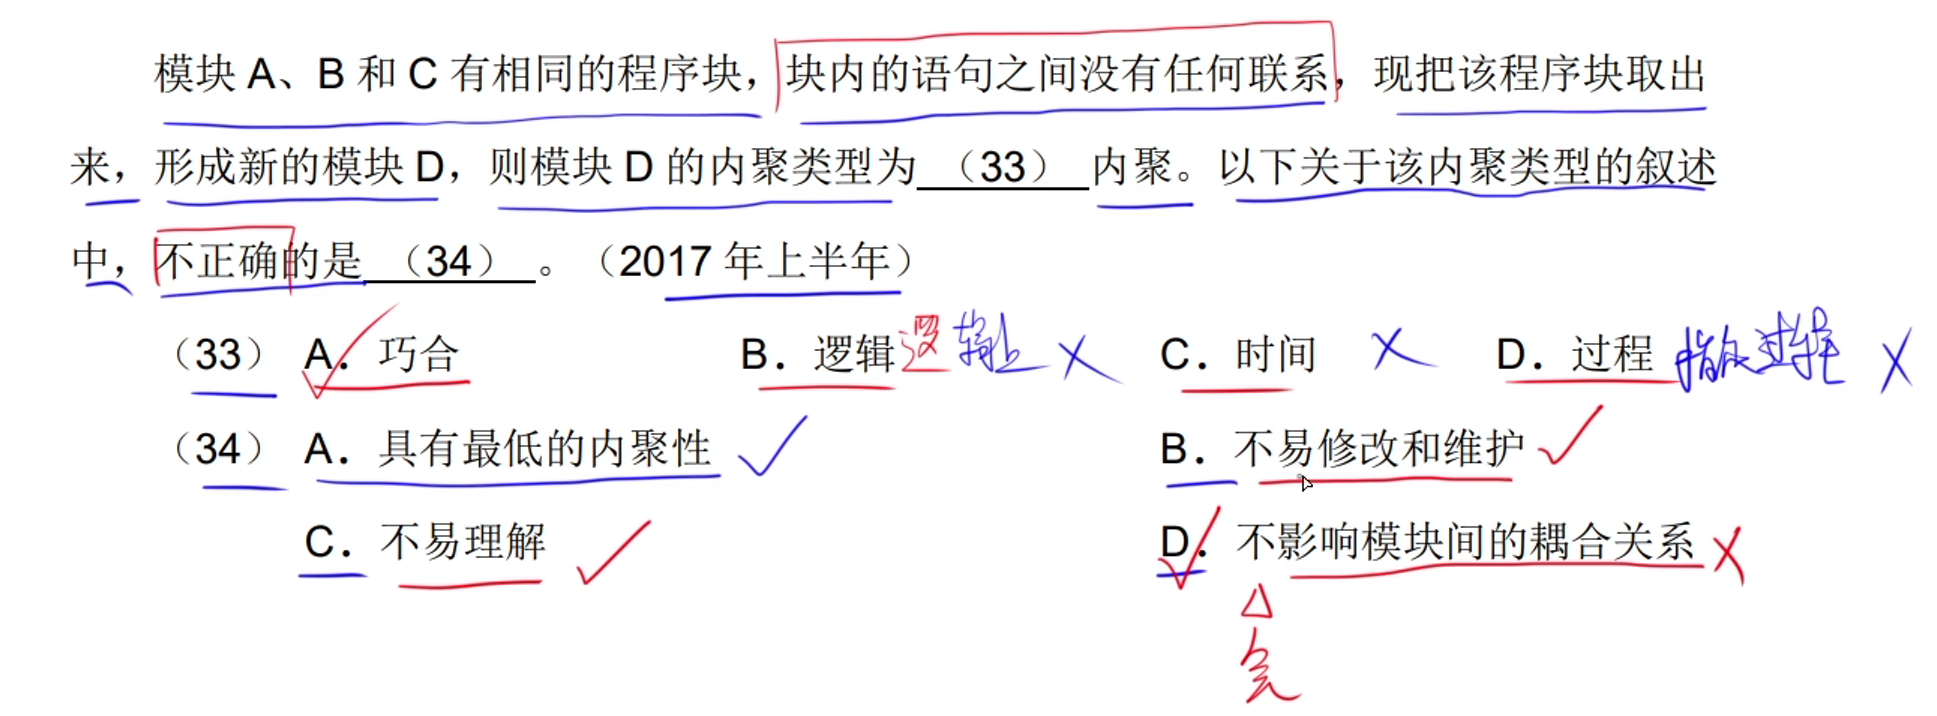 模块 A、B 和 C 有相同的程序块，块内的语句之间没有任何联系，现把该程序块取出
来，形成新的模块 D，则模块 D 的内聚类型为 （33） 内聚。以下关于该内聚类型的叙述
中，不正确的是 （34） 。（2017 年上半年）
（33） A．巧合 B．逻辑 逻辑上 C．时间 D．过程 指定过程
（34） A．具有最低的内聚性 B．不易修改和维护
C．不易理解 D．不影响模块间的耦合关系
会